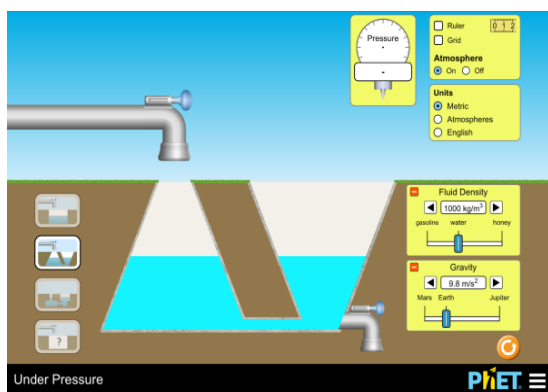 Pressure
-
Ruler
0 1 2
Grid
Atmosphere
On Off
Units
Metric
Atmospheres
English
Fluid Density
1000 kg/m³
gasoline water honey
Gravity
9.8 m/s²
Mars Earth Jupiter
?
Under Pressure
PhET